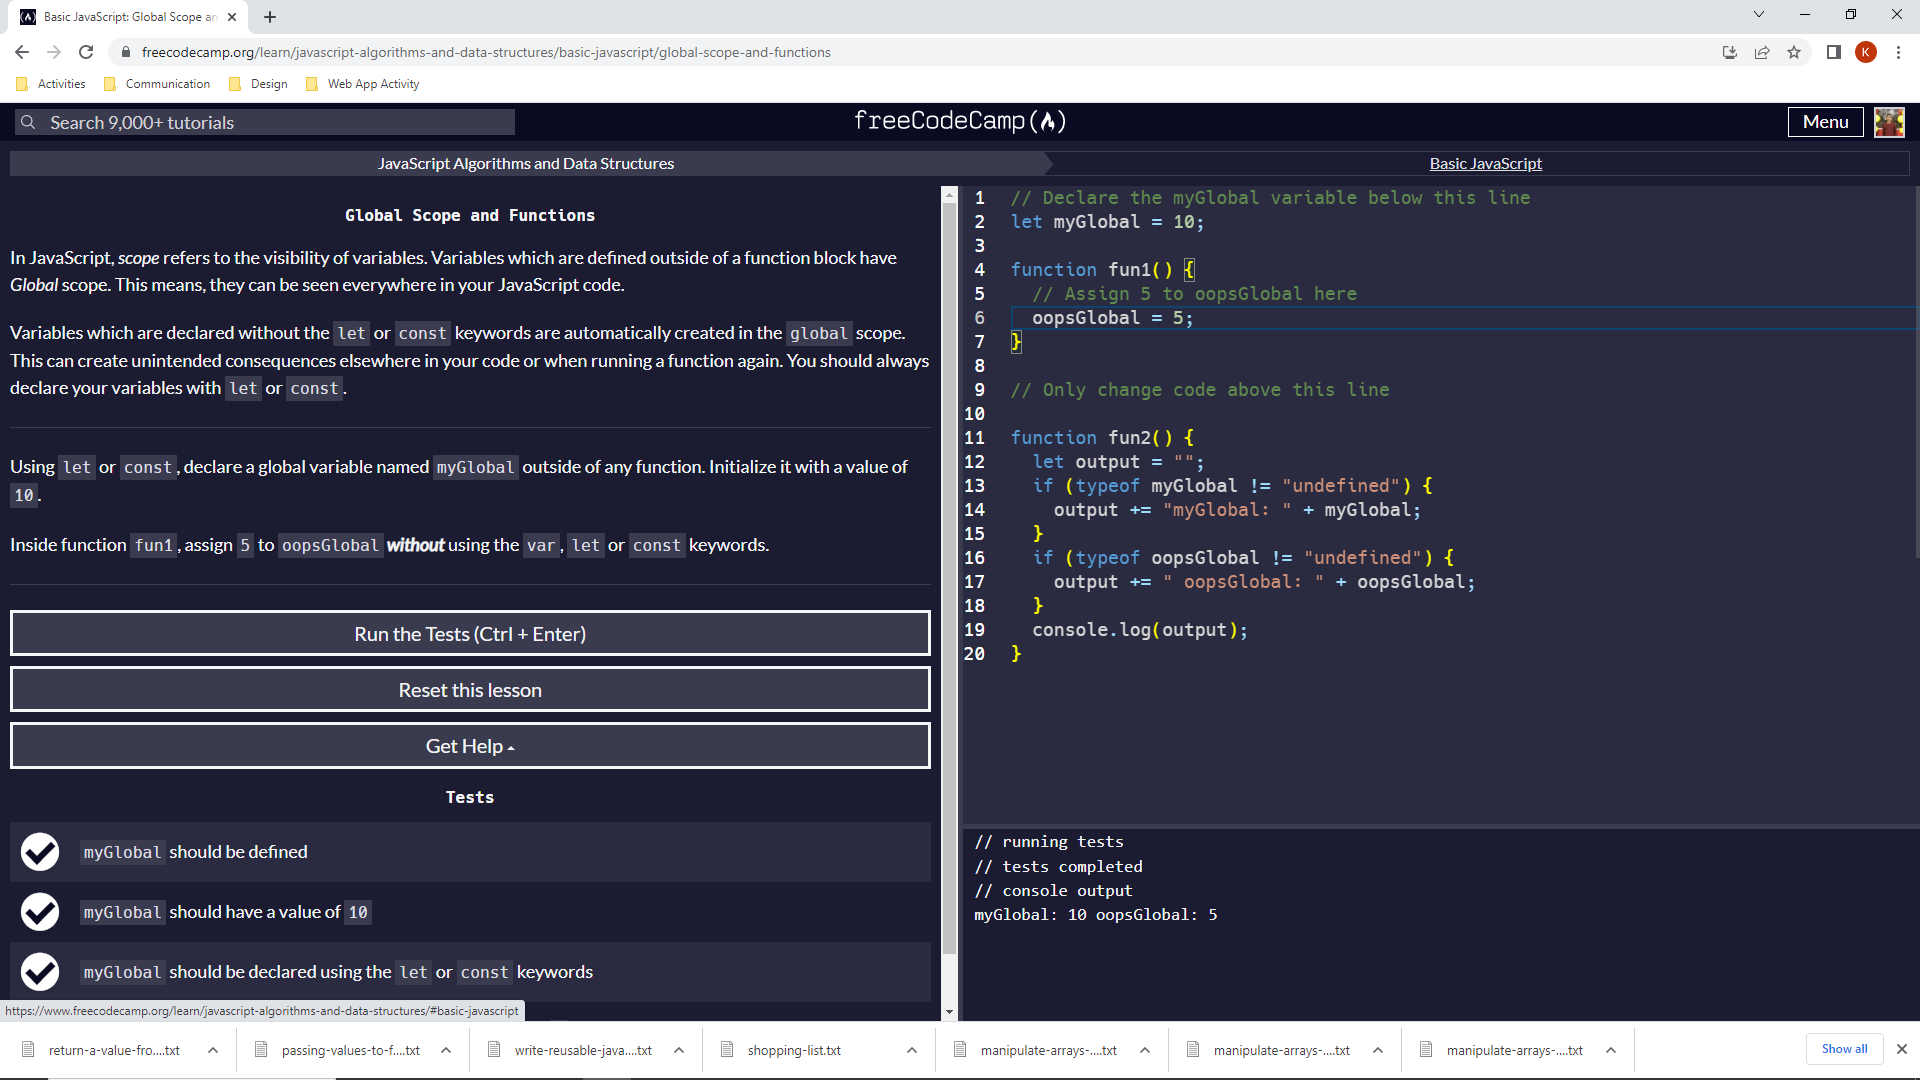 Basic JavaScript: Global Scope an
freecodecamp.org/learn/javascript-algorithms-and-data-structures/basic-javascript/global-scope-and-functions
K
Activities
Communication
Design
Web App Activity
Search 9,000+ tutorials
freeCodeCamp(🔥)
Menu
JavaScript Algorithms and Data Structures
Basic JavaScript
Global Scope and Functions
In JavaScript, scope refers to the visibility of variables. Variables which are defined outside of a function block have
Global scope. This means, they can be seen everywhere in your JavaScript code.
Variables which are declared without the let or const keywords are automatically created in the global scope.
This can create unintended consequences elsewhere in your code or when running a function again. You should always
declare your variables with let or const.
Using let or const, declare a global variable named myGlobal outside of any function. Initialize it with a value of
10.
Inside function fun1, assign 5 to oopsGlobal without using the var, let or const keywords.
Run the Tests (Ctrl + Enter)
Reset this lesson
Get Help
Tests
myGlobal should be defined
myGlobal should have a value of 10
myGlobal should be declared using the let or const keywords
https://www.freecodecamp.org/learn/javascript-algorithms-and-data-structures/#basic-javascript
1 // Declare the myGlobal variable below this line
2 let myGlobal = 10;
3
4 function fun1() {
5 // Assign 5 to oopsGlobal here
6 oopsGlobal = 5;
7 }
8
9 // Only change code above this line
10
11 function fun2() {
12 let output = "";
13 if (typeof myGlobal != "undefined") {
14 output += "myGlobal: " + myGlobal;
15 }
16 if (typeof oopsGlobal != "undefined") {
17 output += " oopsGlobal: " + oopsGlobal;
18 }
19 console.log(output);
20 }
// running tests
// tests completed
// console output
myGlobal: 10 oopsGlobal: 5
return-a-value-fro....txt
passing-values-to-f....txt
write-reusable-java....txt
shopping-list.txt
manipulate-arrays-....txt
manipulate-arrays-....txt
manipulate-arrays-....txt
Show all